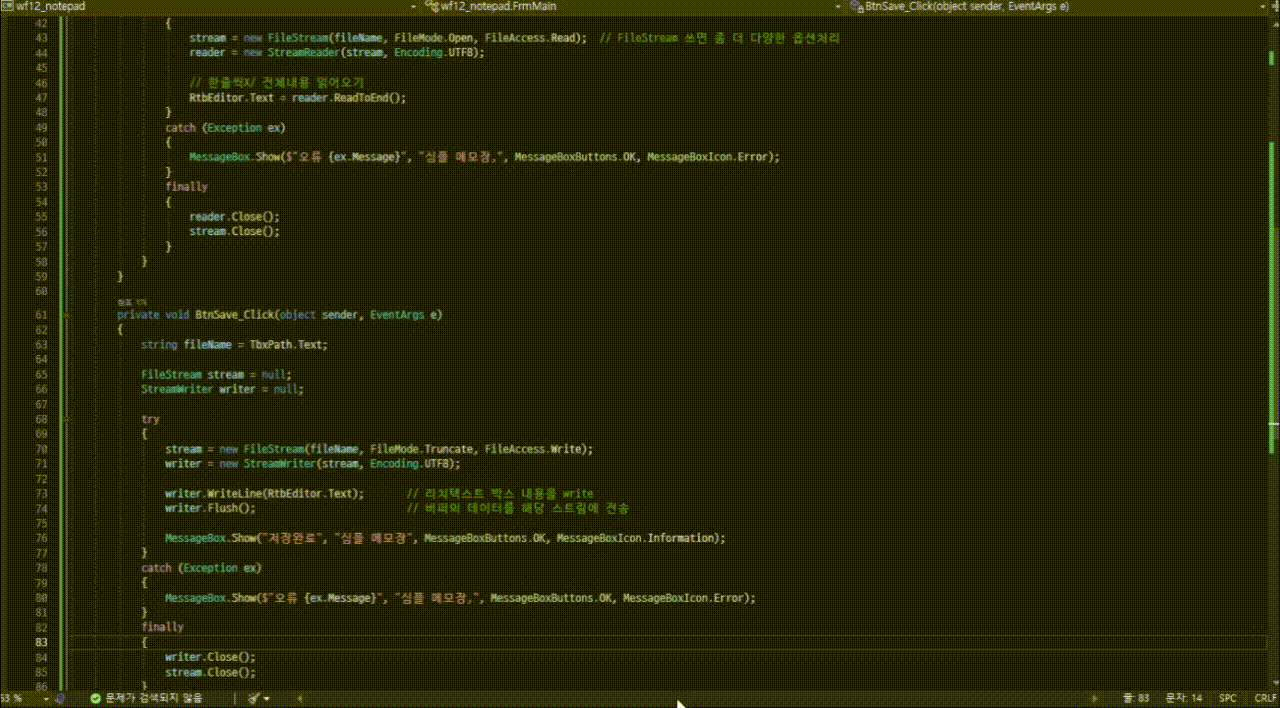 wf12_notepad wf12_notepad.FrmMain BtnSave_Click(object sender, EventArgs e)
42 {
43 stream = new FileStream(fileName, FileMode.Open, FileAccess.Read); // FileStream 쓰면 좀 더 다양한 옵션처리
44 reader = new StreamReader(stream, Encoding.UTF8);
45
46 // 한줄씩X/ 전체내용 읽어오기
47 RtbEditor.Text = reader.ReadToEnd();
48 }
49 catch (Exception ex)
50 {
51 MessageBox.Show($"오류 {ex.Message}", "심플 메모장,", MessageBoxButtons.OK, MessageBoxIcon.Error);
52 }
53 finally
54 {
55 reader.Close();
56 stream.Close();
57 }
58 }
59 }
60
61 private void BtnSave_Click(object sender, EventArgs e)
62 {
63 string fileName = TbxPath.Text;
64
65 FileStream stream = null;
66 StreamWriter writer = null;
67
68 try
69 {
70 stream = new FileStream(fileName, FileMode.Truncate, FileAccess.Write);
71 writer = new StreamWriter(stream, Encoding.UTF8);
72
73 writer.WriteLine(RtbEditor.Text); // 리치텍스트 박스 내용을 write
74 writer.Flush(); // 버퍼의 데이터를 해당 스트림에 전송
75
76 MessageBox.Show("저장완료", "심플 메모장", MessageBoxButtons.OK, MessageBoxIcon.Information);
77 }
78 catch (Exception ex)
79 {
80 MessageBox.Show($"오류 {ex.Message}", "심플 메모장,", MessageBoxButtons.OK, MessageBoxIcon.Error);
81 }
82 finally
83 {
84 writer.Close();
85 stream.Close();
86 }
53 % 문제가 검색되지 않음 줄: 83 문자: 14 SPC CRLF